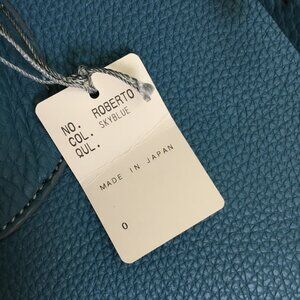 NO. ROBERTO
COL. SKYBLUE
QUL.
MADE IN JAPAN
0